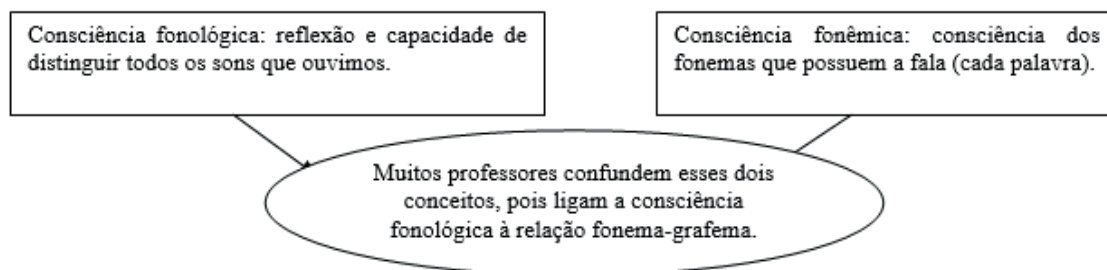 Consciência fonológica: reflexão e capacidade de
distinguir todos os sons que ouvimos.
Consciência fonêmica: consciência dos
fonemas que possuem a fala (cada palavra).
Muitos professores confundem esses dois
conceitos, pois ligam a consciência
fonológica à relação fonema-grafema.